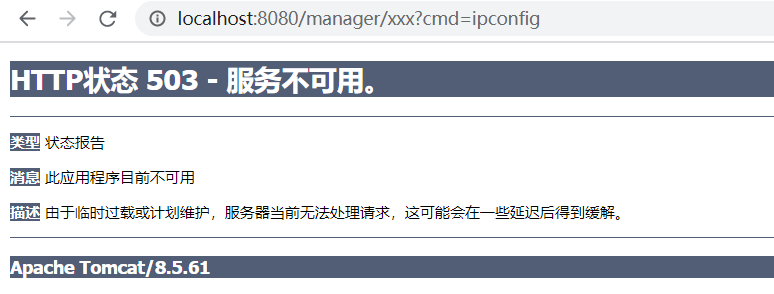 localhost:8080/manager/xxx?cmd=ipconfig
HTTP状态 503 - 服务不可用。
类型 状态报告
消息 此应用程序目前不可用
描述 由于临时过载或计划维护，服务器当前无法处理请求，这可能会在一些延迟后得到缓解。
Apache Tomcat/8.5.61